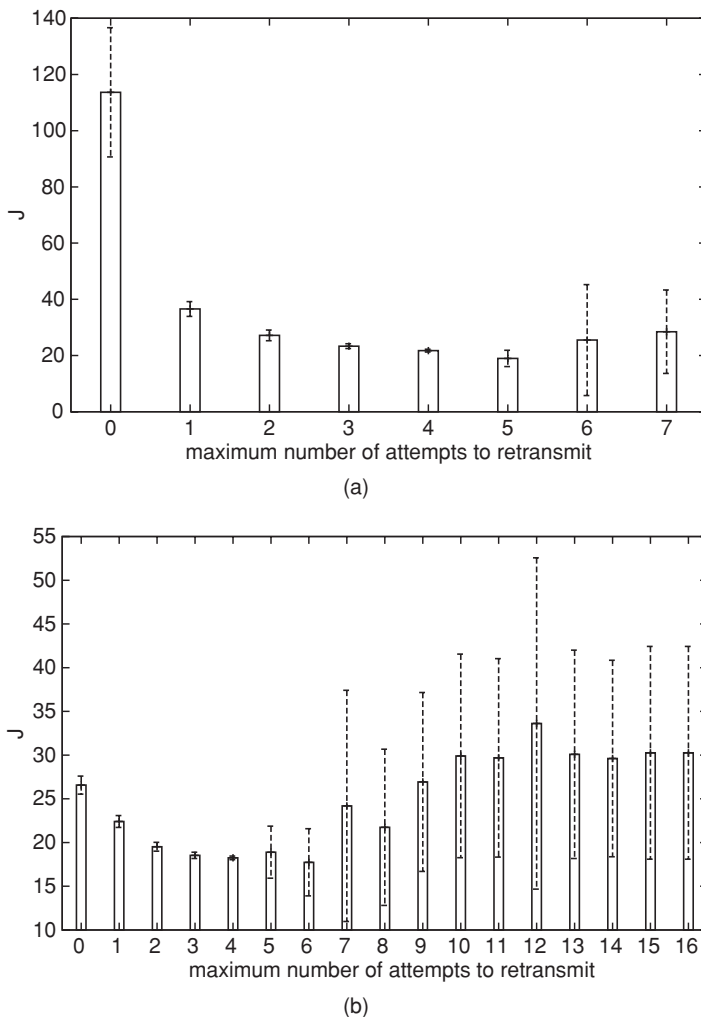 140
120
100
80
60
40
20
0
J
0 1 2 3 4 5 6 7
maximum number of attempts to retransmit
(a)
55
50
45
40
35
30
25
20
15
10
J
0 1 2 3 4 5 6 7 8 9 10 11 12 13 14 15 16
maximum number of attempts to retransmit
(b)